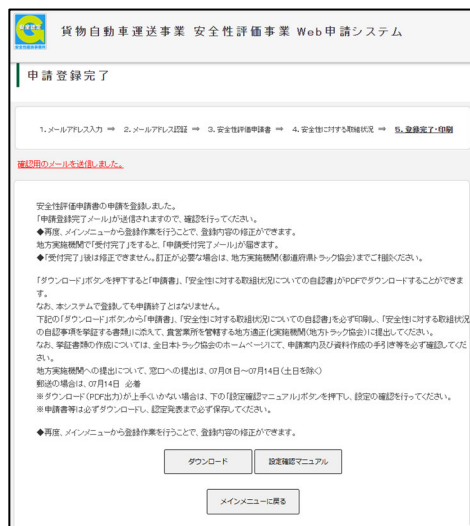 貨物自動車運送事業 安全性評価事業 Web申請システム
申請登録完了
1.メールアドレス入力 ⇒ 2.メールアドレス認証 ⇒ 3.安全性評価申請書 ⇒ 4.安全性に対する取組状況 ⇒ 5.登録完了・印刷
確認用のメールを送信しました。
安全性評価申請書の申請を登録しました。
「申請登録完了メール」が送信されますので、確認を行ってください。
◆再度、メインメニューから登録作業を行うことで、登録内容の修正ができます。
地方実施機関で「受付完了」をすると、「申請受付完了メール」が届きます。
◆「受付完了」後は修正できません。訂正が必要な場合は、地方実施機関(都道府県トラック協会)までご相談ください。
「ダウンロード」ボタンを押下すると「申請書」、「安全性に対する取組状況についての自認書」がPDFでダウンロードすることができま
す。
なお、本システムで登録しても申請終了とはなりません。
下記の「ダウンロード」ボタンから「申請書」、「安全性に対する取組状況についての自認書」を必ず印刷し、「安全性に対する取組状況
の自認事項を挙証する書類」に添えて、貴営業所を管轄する地方適正化実施機関(地方トラック協会)に提出してください。
なお、挙証書類の作成については、全日本トラック協会のホームページにて、申請案内及び資料作成の手引き等を必ず確認してくだ
さい。
地方実施機関への提出について、窓口への提出は、07月01日～07月14日(土日を除く)
郵送の場合は、07月14日 必着
※ダウンロード(PDF出力)が上手くいかない場合は、下の「設定確認マニュアル」ボタンを押下し、設定の確認を行ってください。
※申請書等は必ずダウンロードし、認定発表まで必ず保存してください。
◆再度、メインメニューから登録作業を行うことで、登録内容の修正ができます。
ダウンロード 設定確認マニュアル
メインメニューに戻る